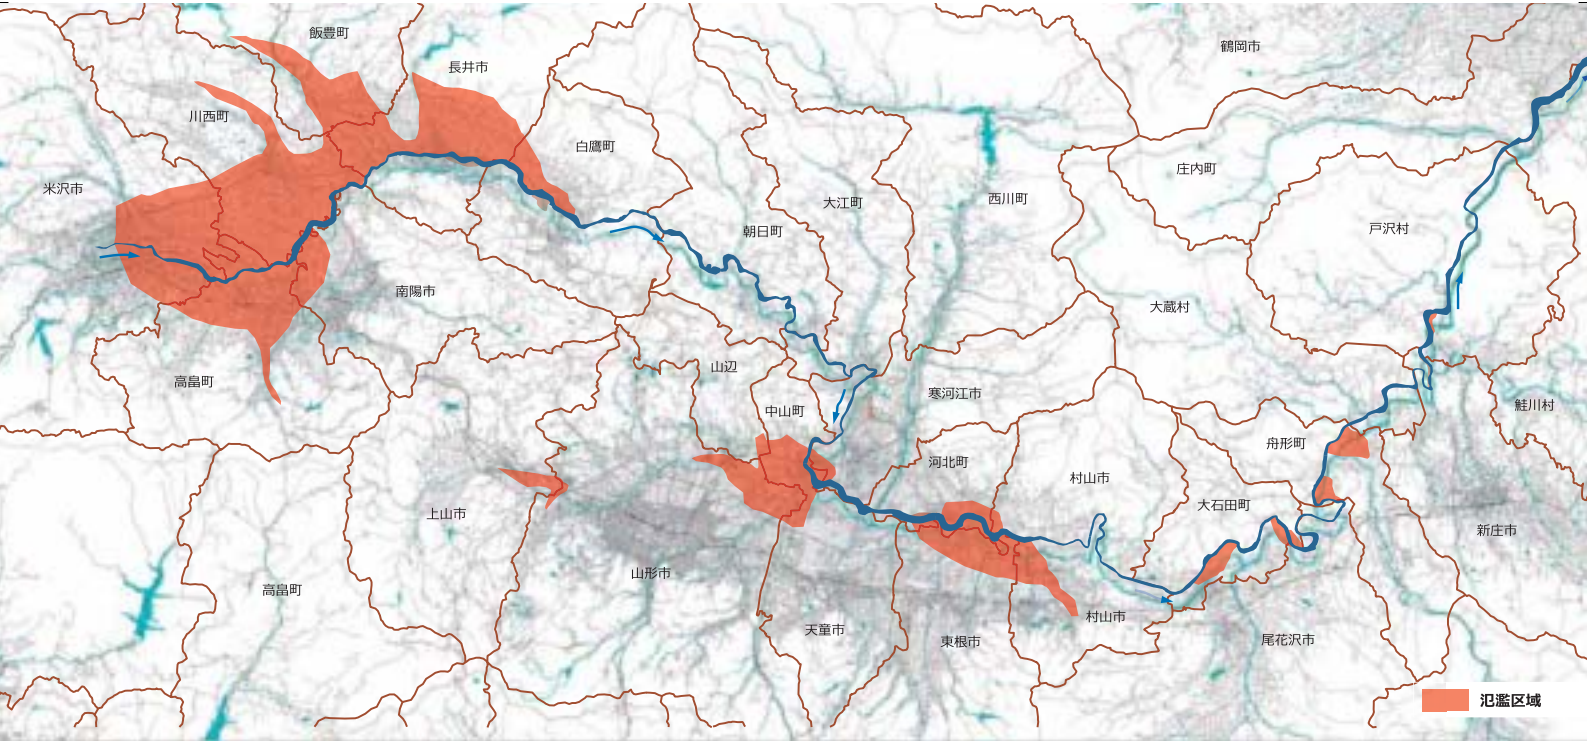 飯豊町
鶴岡市
長井市
川西町
白鷹町
庄内町
米沢市
西川町
大江町
戸沢村
朝日町
南陽市
大蔵村
山辺
高畠町
寒河江市
鮭川村
中山町
舟形町
河北町
村山市
大石田町
上山市
新庄市
山形市
高畠町
村山市
天童市
尾花沢市
東根市
氾濫区域